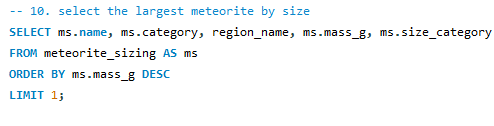 -- 10. select the largest meteorite by size
SELECT ms.name, ms.category, region_name, ms.mass_g, ms.size_category
FROM meteorite_sizing AS ms
ORDER BY ms.mass_g DESC
LIMIT 1;